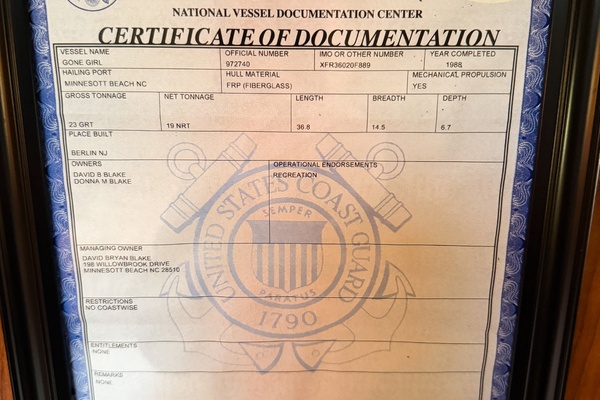 NATIONAL VESSEL DOCUMENTATION CENTER
CERTIFICATE OF DOCUMENTATION
VESSEL NAME
GONE GIRL
OFFICIAL NUMBER
972740
IMO OR OTHER NUMBER
XFR36020F889
YEAR COMPLETED
1988
HAILING PORT
MINNESOTT BEACH NC
HULL MATERIAL
FRP (FIBERGLASS)
MECHANICAL PROPULSION
YES
GROSS TONNAGE
23 GRT
NET TONNAGE
19 NRT
LENGTH
36.8
BREADTH
14.5
DEPTH
6.7
PLACE BUILT
BERLIN NJ
OWNERS
DAVID B BLAKE
DONNA M BLAKE
OPERATIONAL ENDORSEMENTS
RECREATION
UNITED STATES COAST GUARD
SEMPER
PARATUS
1790
MANAGING OWNER
DAVID BRYAN BLAKE
198 WILLOWBROOK DRIVE
MINNESOTT BEACH NC 28510
RESTRICTIONS
NO COASTWISE
ENTITLEMENTS
NONE
REMARKS
NONE